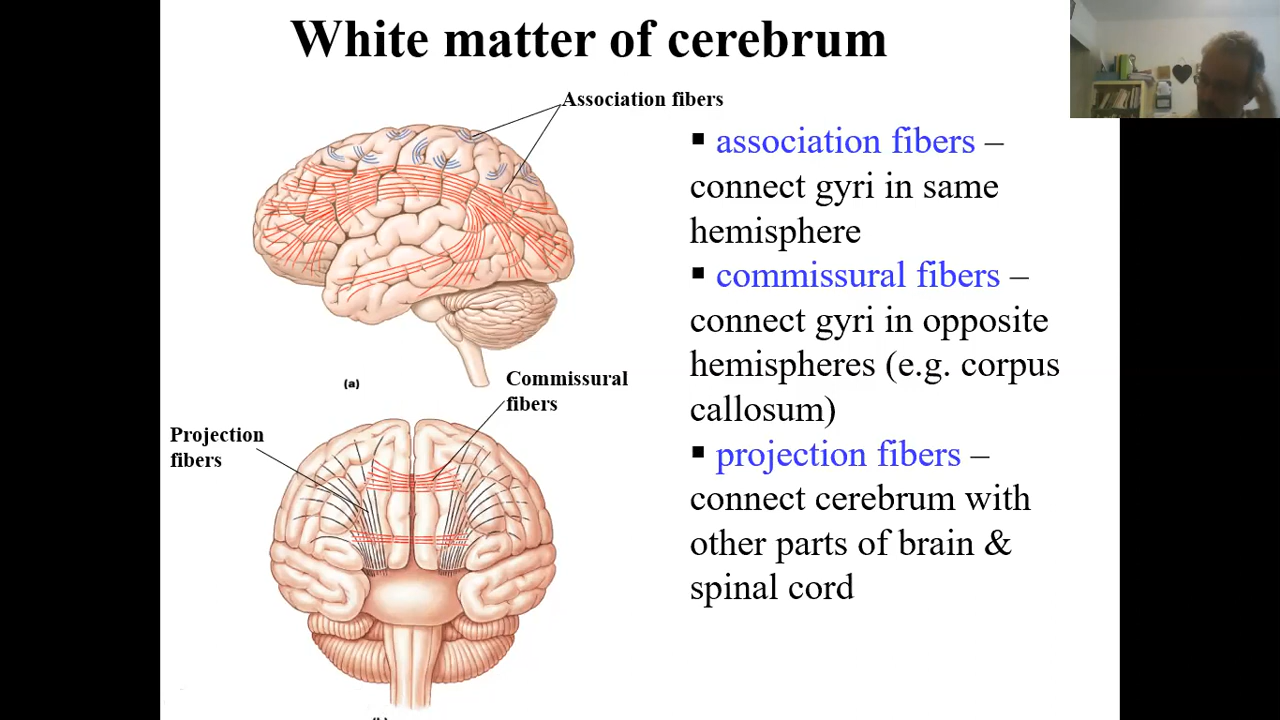 White matter of cerebrum
Association fibers
(a)
Commissural
fibers
Projection
fibers
▪ association fibers –
connect gyri in same
hemisphere
▪ commissural fibers –
connect gyri in opposite
hemispheres (e.g. corpus
callosum)
▪ projection fibers –
connect cerebrum with
other parts of brain &
spinal cord